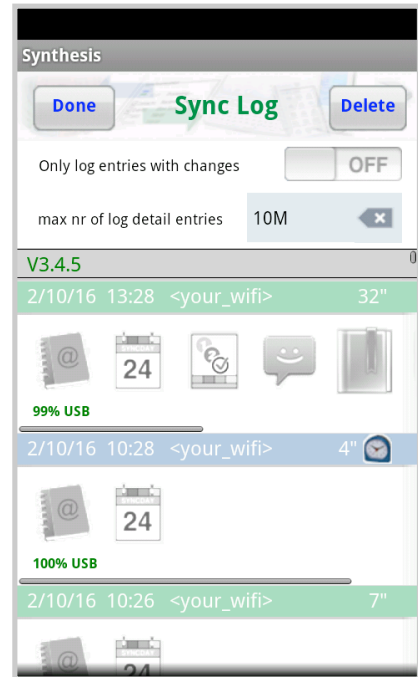 Synthesis
Done Sync Log Delete
Only log entries with changes OFF
max nr of log detail entries 10M
V3.4.5 0
2/10/16 13:28 <your_wifi> 32"
@ 24
99% USB
2/10/16 10:28 <your_wifi> 4"
@ 24
100% USB
2/10/16 10:26 <your_wifi> 7"
@ 24